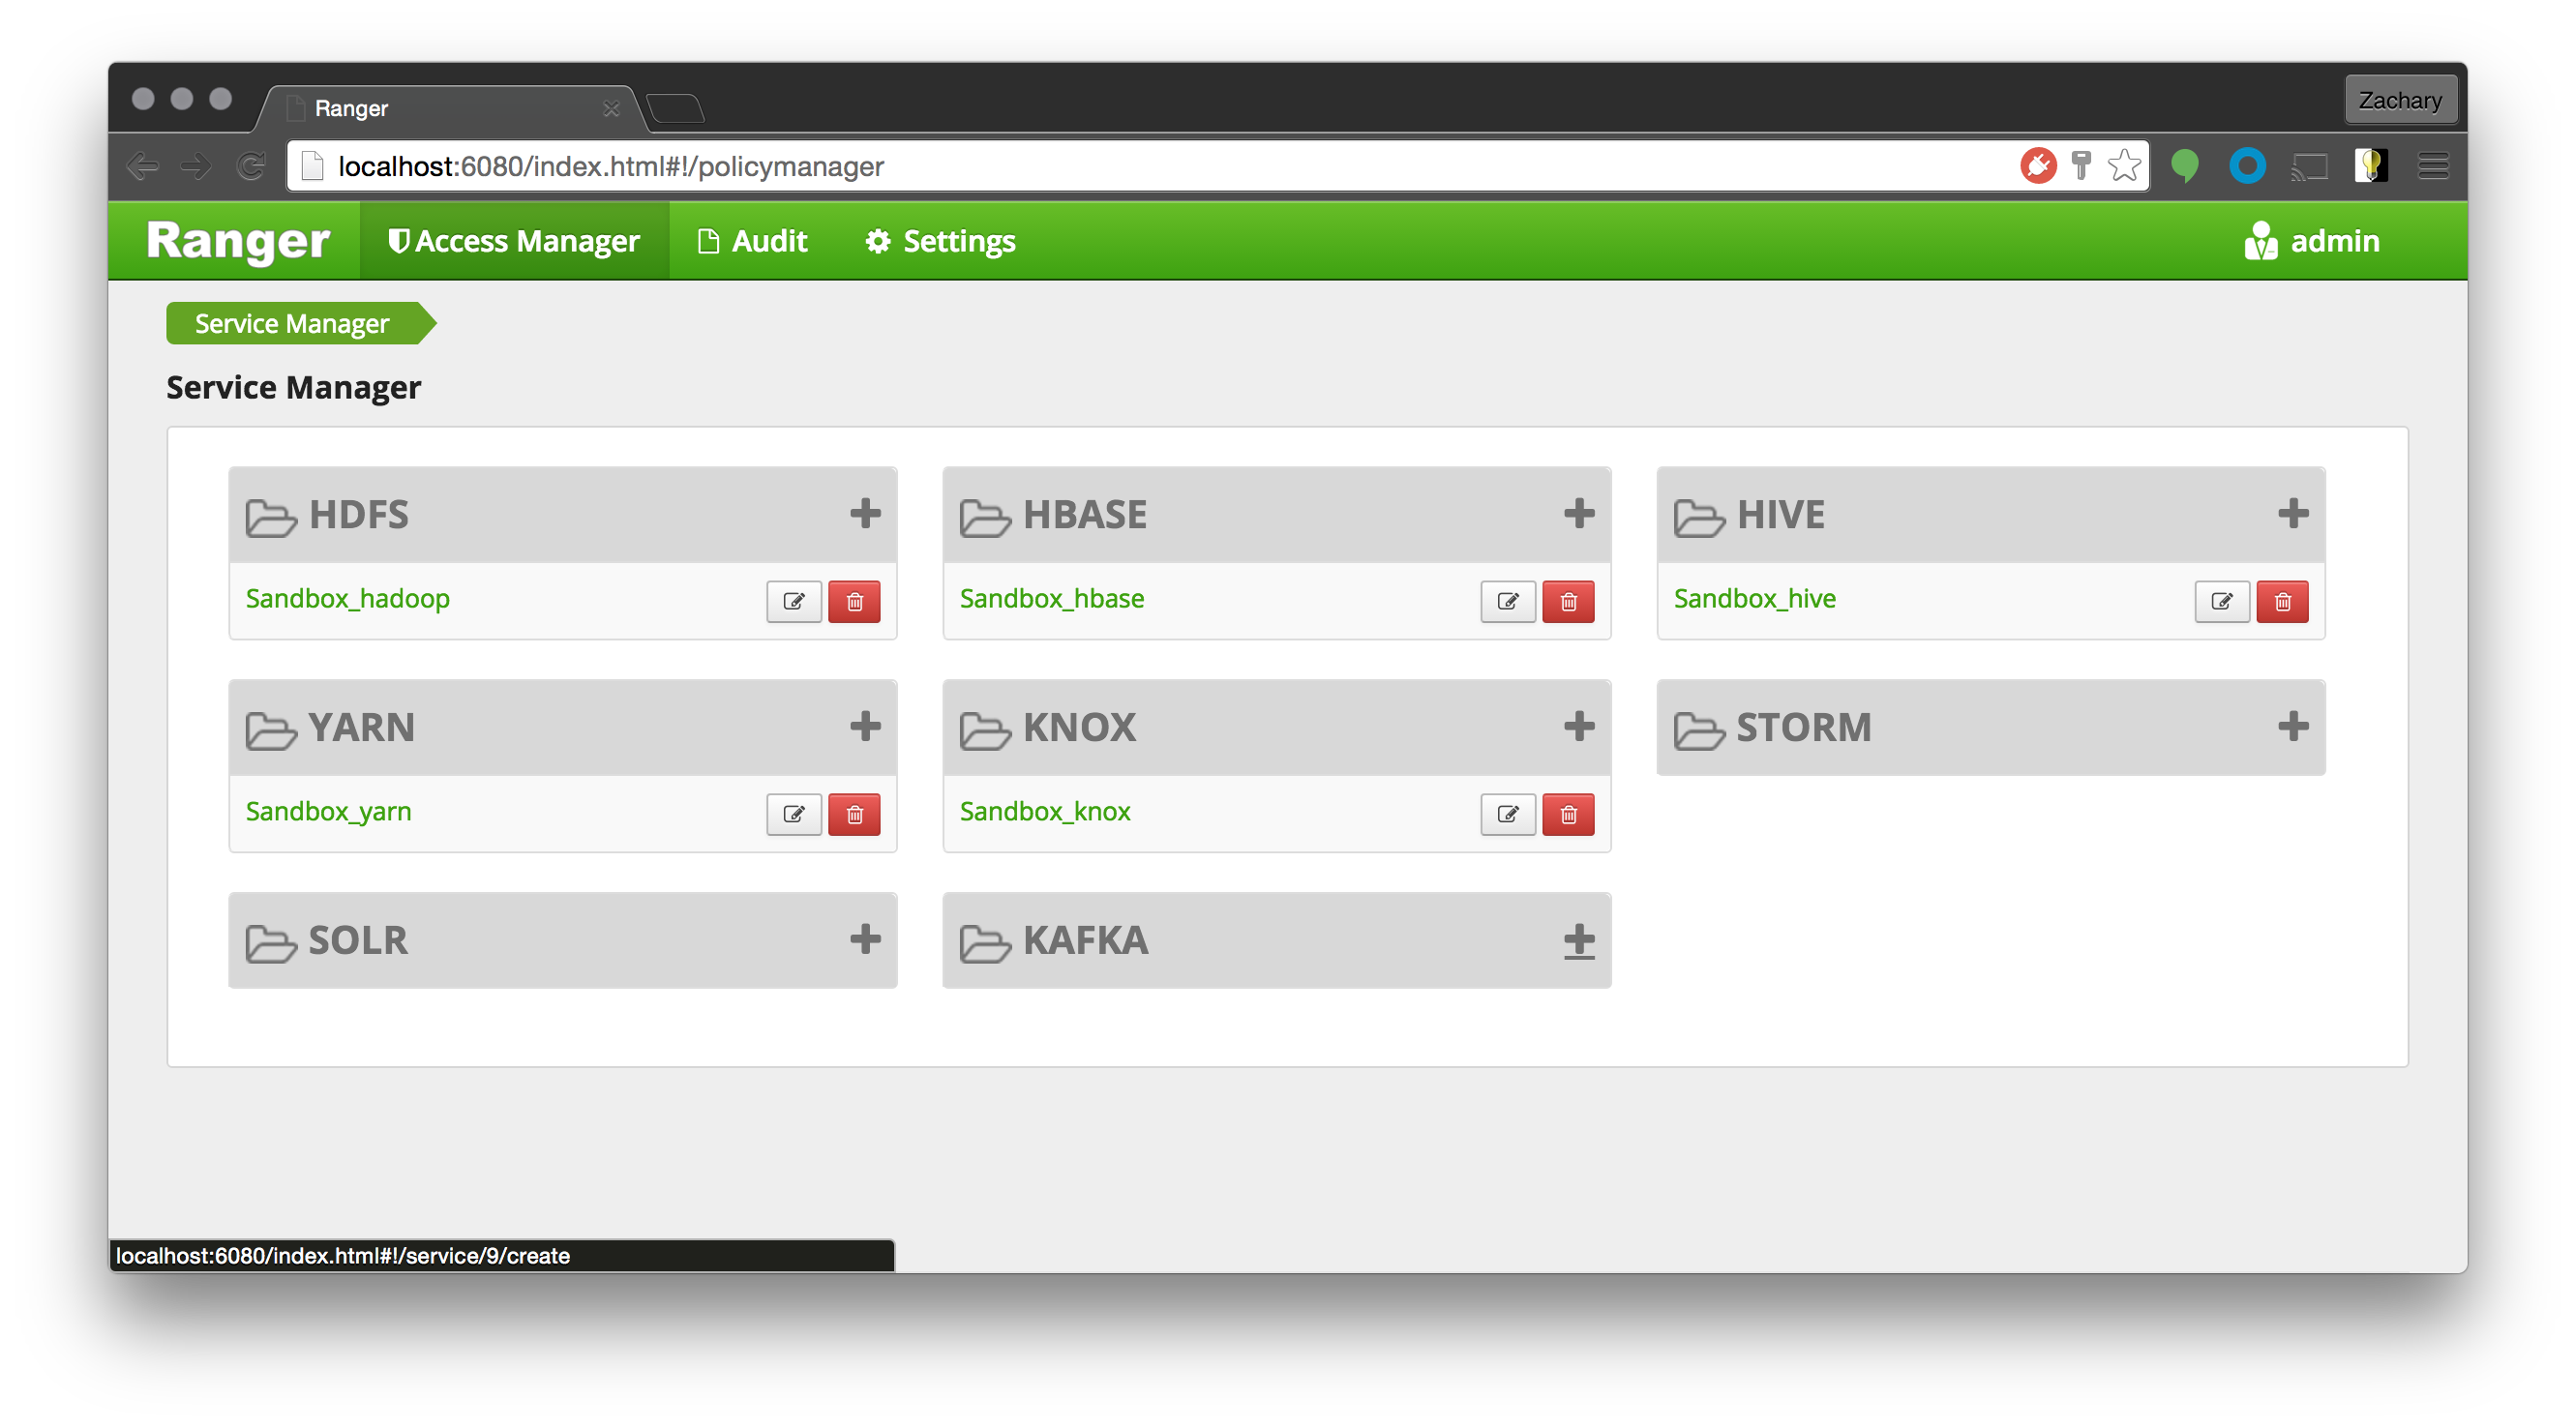 Ranger
Zachary
localhost:6080/index.html#!/policymanager
Ranger Access Manager Audit Settings admin
Service Manager
Service Manager
HDFS HBASE HIVE
Sandbox_hadoop Sandbox_hbase Sandbox_hive
YARN KNOX STORM
Sandbox_yarn Sandbox_knox
SOLR KAFKA
localhost:6080/index.html#!/service/9/create